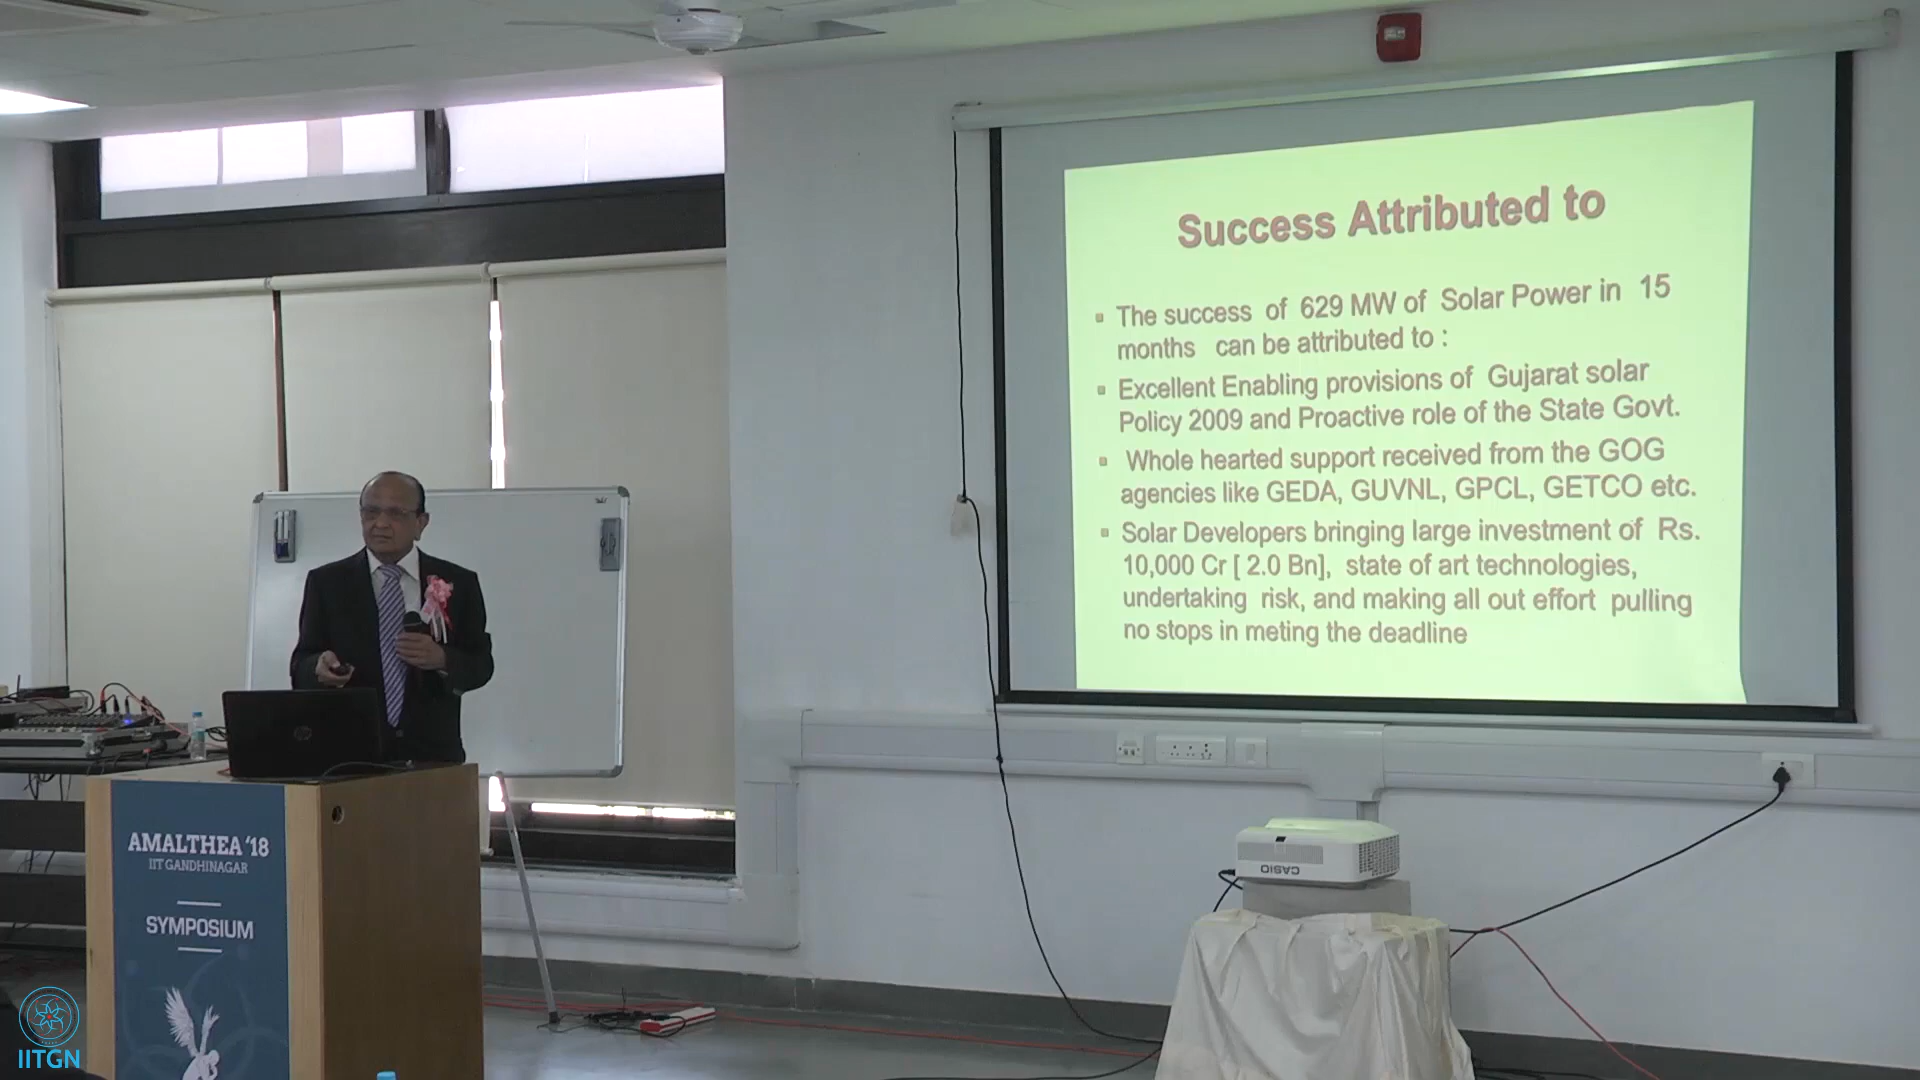 Success Attributed to
The success of 629 MW of Solar Power in 15
months can be attributed to :
Excellent Enabling provisions of Gujarat solar
Policy 2009 and Proactive role of the State Govt.
Whole hearted support received from the GOG
agencies like GEDA, GUVNL, GPCL, GETCO etc.
Solar Developers bringing large investment of Rs.
10,000 Cr [ 2.0 Bn], state of art technologies,
undertaking risk, and making all out effort pulling
no stops in meting the deadline
AMALTHEA '18
IIT GANDHINAGAR
SYMPOSIUM
CASIO
IITGN